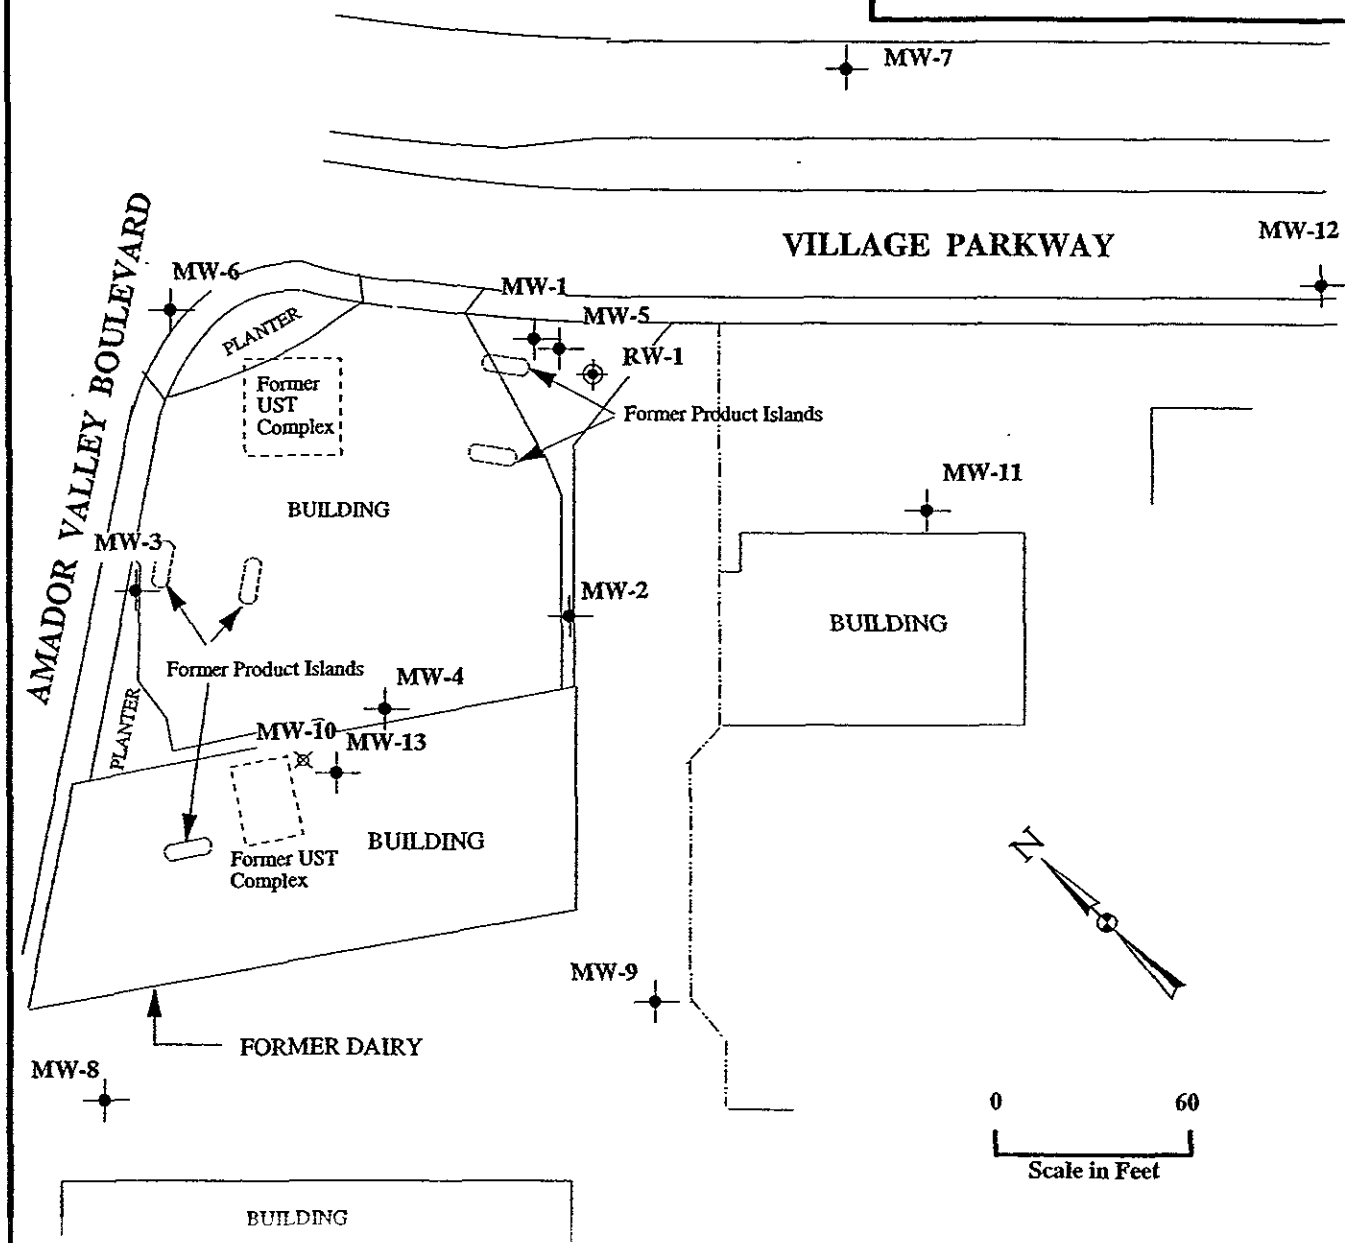 MW-7
AMADOR VALLEY BOULEVARD
VILLAGE PARKWAY
MW-12
MW-6
MW-1
MW-5
PLANTER
RW-1
Former
UST
Complex
Former Product Islands
MW-11
BUILDING
MW-3
MW-2
BUILDING
Former Product Islands
MW-4
PLANTER
MW-10
MW-13
BUILDING
Former UST
Complex
N
MW-9
FORMER DAIRY
MW-8
0 60
Scale in Feet
BUILDING